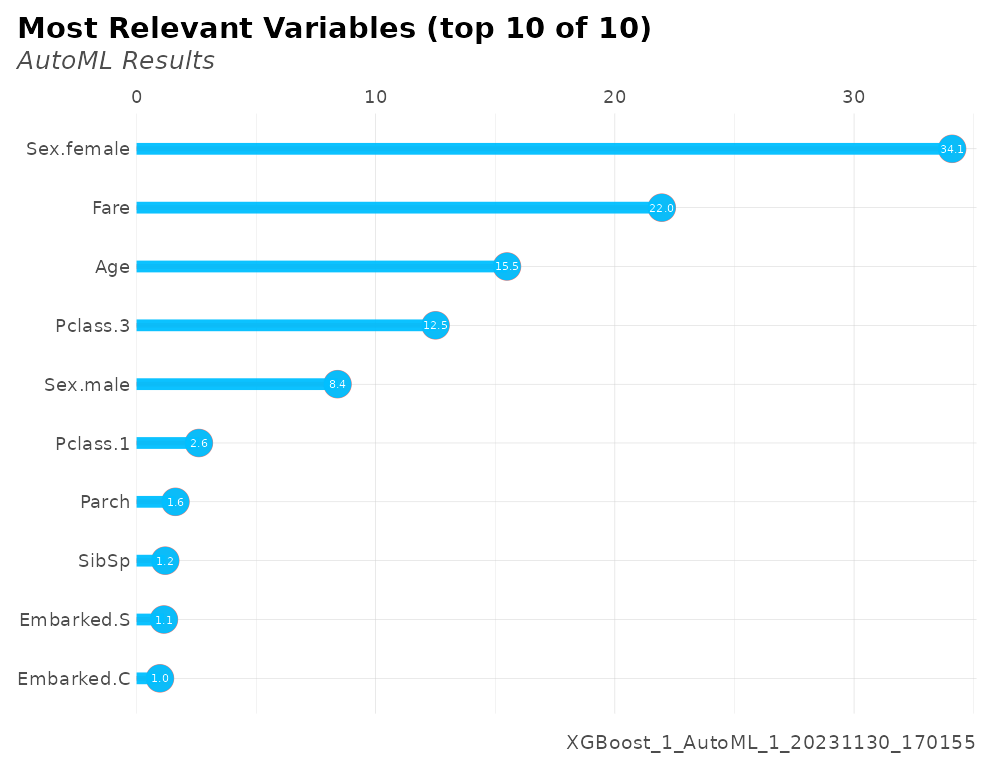 Most Relevant Variables (top 10 of 10)
AutoML Results
0 10 20 30
Sex.female 34.1
Fare 22.0
Age 15.5
Pclass.3 12.5
Sex.male 8.4
Pclass.1 2.6
Parch 1.6
SibSp 1.2
Embarked.S 1.1
Embarked.C 1.0
XGBoost_1_AutoML_1_20231130_170155